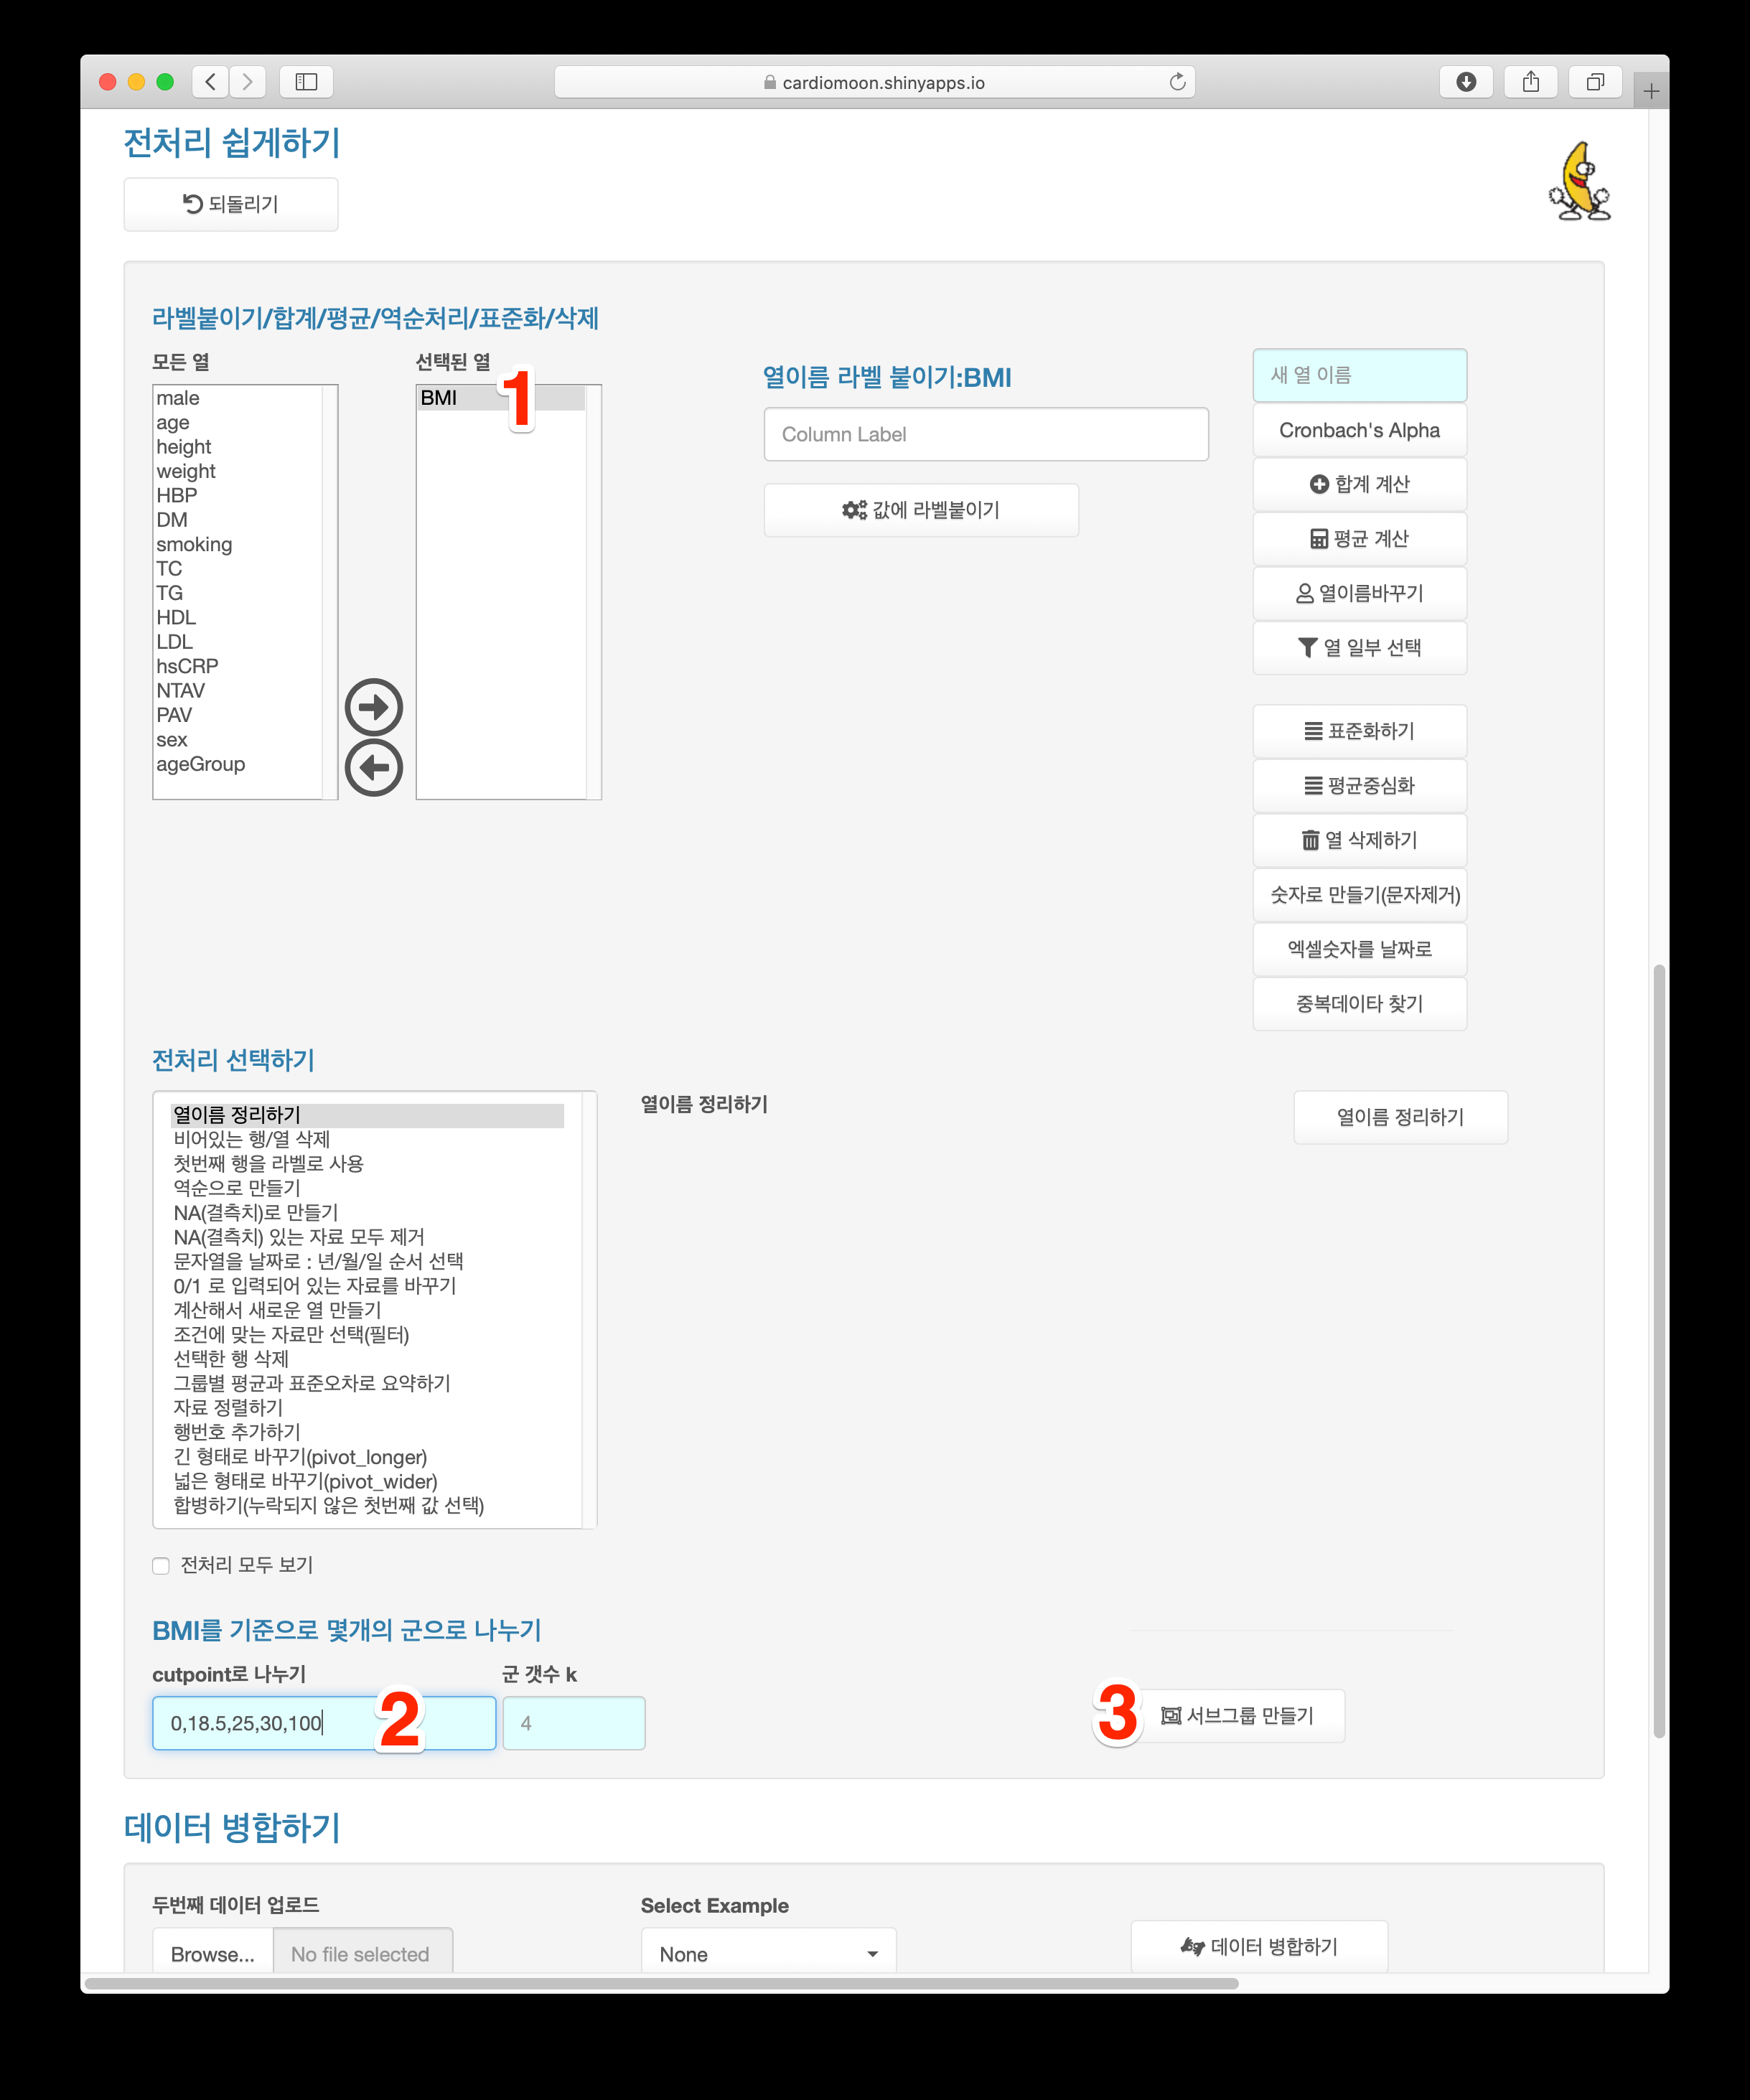 cardiomoon.shinyapps.io
전처리 쉽게하기
되돌리기
라벨붙이기/합계/평균/역순처리/표준화/삭제
모든 열
선택된 열
male
age
height
weight
HBP
DM
smoking
TC
TG
HDL
LDL
hsCRP
NTAV
PAV
sex
ageGroup
BMI
1
열이름 라벨 붙이기:BMI
Column Label
값에 라벨붙이기
새 열 이름
Cronbach's Alpha
합계 계산
평균 계산
열이름바꾸기
열 일부 선택
표준화하기
평균중심화
열 삭제하기
숫자로 만들기(문자제거)
엑셀숫자를 날짜로
중복데이타 찾기
전처리 선택하기
열이름 정리하기
비어있는 행/열 삭제
첫번째 행을 라벨로 사용
역순으로 만들기
NA(결측치)로 만들기
NA(결측치) 있는 자료 모두 제거
문자열을 날짜로 : 년/월/일 순서 선택
0/1 로 입력되어 있는 자료를 바꾸기
계산해서 새로운 열 만들기
조건에 맞는 자료만 선택(필터)
선택한 행 삭제
그룹별 평균과 표준오차로 요약하기
자료 정렬하기
행번호 추가하기
긴 형태로 바꾸기(pivot_longer)
넓은 형태로 바꾸기(pivot_wider)
합병하기(누락되지 않은 첫번째 값 선택)
열이름 정리하기
열이름 정리하기
전처리 모두 보기
BMI를 기준으로 몇개의 군으로 나누기
cutpoint로 나누기
군 갯수 k
0,18.5,25,30,100
2
4
3
서브그룹 만들기
데이터 병합하기
두번째 데이터 업로드
Select Example
Browse...
No file selected
None
데이터 병합하기